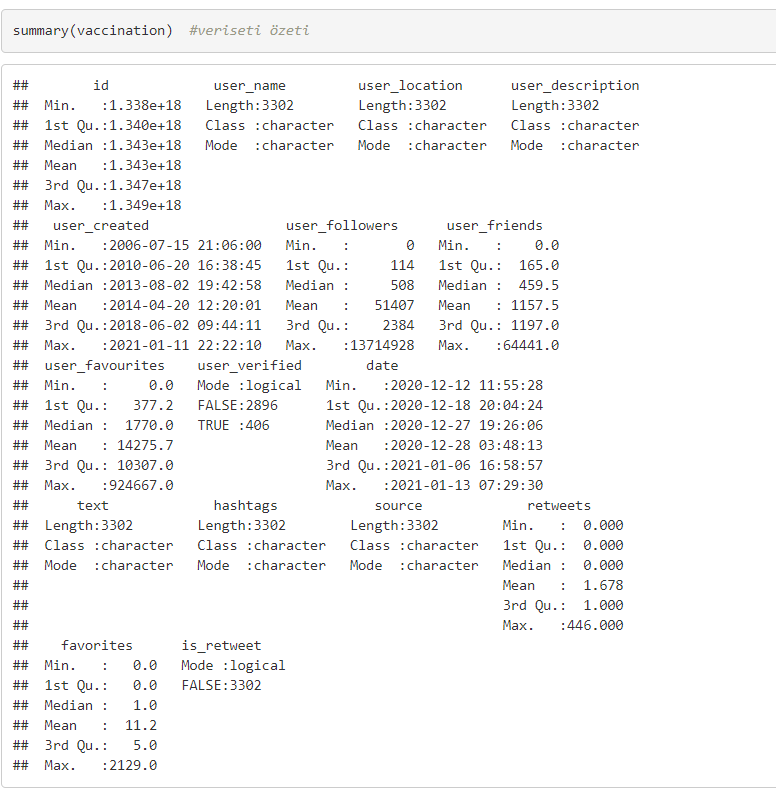 summary(vaccination)  #veriseti özeti
##        id               user_name         user_location      user_description
##  Min.   :1.338e+18   Length:3302        Length:3302        Length:3302
##  1st Qu.:1.340e+18   Class :character   Class :character   Class :character
##  Median :1.343e+18   Mode  :character   Mode  :character   Mode  :character
##  Mean   :1.343e+18
##  3rd Qu.:1.347e+18
##  Max.   :1.349e+18
##   user_created                 user_followers      user_friends
##  Min.   :2006-07-15 21:06:00   Min.   :       0   Min.   :    0.0
##  1st Qu.:2010-06-20 16:38:45   1st Qu.:     114   1st Qu.:  165.0
##  Median :2013-08-02 19:42:58   Median :     508   Median :  459.5
##  Mean   :2014-04-20 12:20:01   Mean   :   51407   Mean   : 1157.5
##  3rd Qu.:2018-06-02 09:44:11   3rd Qu.:    2384   3rd Qu.: 1197.0
##  Max.   :2021-01-11 22:22:10   Max.   :13714928   Max.   :64441.0
##  user_favourites    user_verified        date
##  Min.   :     0.0   Mode :logical   Min.   :2020-12-12 11:55:28
##  1st Qu.:   377.2   FALSE:2896      1st Qu.:2020-12-18 20:04:24
##  Median :  1770.0   TRUE :406       Median :2020-12-27 19:26:06
##  Mean   : 14275.7                   Mean   :2020-12-28 03:48:13
##  3rd Qu.: 10307.0                   3rd Qu.:2021-01-06 16:58:57
##  Max.   :924667.0                   Max.   :2021-01-13 07:29:30
##      text             hashtags            source             retweets
##  Length:3302        Length:3302        Length:3302        Min.   :  0.000
##  Class :character   Class :character   Class :character   1st Qu.:  0.000
##  Mode  :character   Mode  :character   Mode  :character   Median :  0.000
##                                                           Mean   :  1.678
##                                                           3rd Qu.:  1.000
##                                                           Max.   :446.000
##    favorites      is_retweet
##  Min.   :   0.0   Mode :logical
##  1st Qu.:   0.0   FALSE:3302
##  Median :   1.0
##  Mean   :  11.2
##  3rd Qu.:   5.0
##  Max.   :2129.0